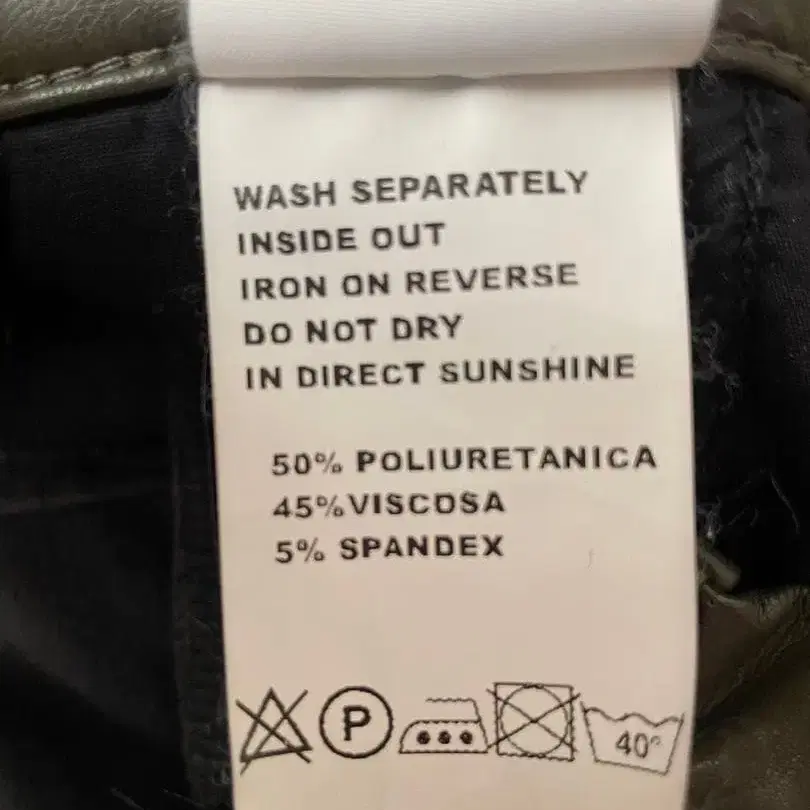 WASH SEPARATELY
INSIDE OUT
IRON ON REVERSE
DO NOT DRY
IN DIRECT SUNSHINE
50% POLIURETANICA
45%VISCOSA
5% SPANDEX
P 40°